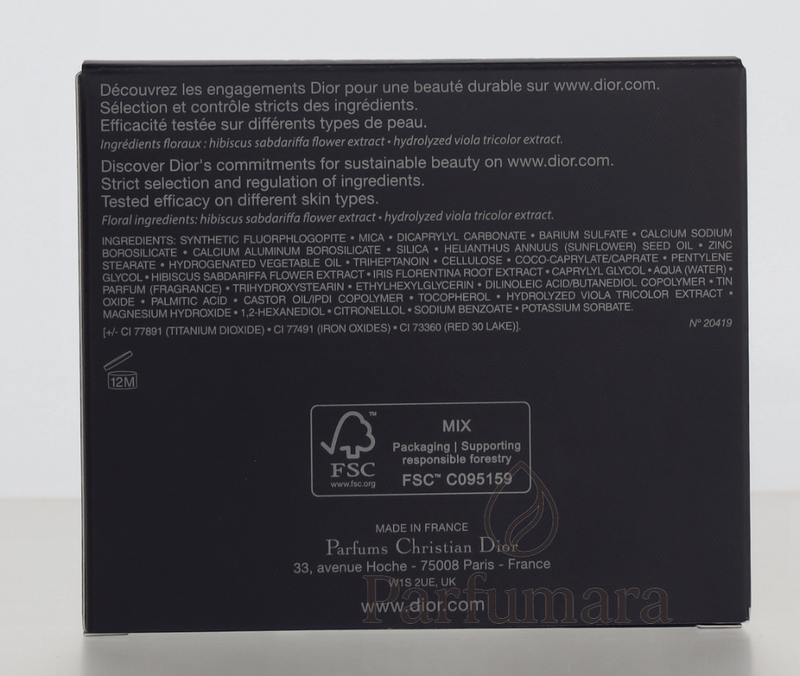 Découvrez les engagements Dior pour une beauté durable sur www.dior.com.
Sélection et contrôle stricts des ingrédients.
Efficacité testée sur différents types de peau.
Ingrédients floraux : hibiscus sabdariffa flower extract • hydrolyzed viola tricolor extract.
Discover Dior's commitments for sustainable beauty on www.dior.com.
Strict selection and regulation of ingredients.
Tested efficacy on different skin types.
Floral ingredients: hibiscus sabdariffa flower extract • hydrolyzed viola tricolor extract.
INGREDIENTS: SYNTHETIC FLUORPHLOGOPITE • MICA • DICAPRYLYL CARBONATE • BARIUM SULFATE • CALCIUM SODIUM
BOROSILICATE • CALCIUM ALUMINUM BOROSILICATE • SILICA • HELIANTHUS ANNUUS (SUNFLOWER) SEED OIL • ZINC
STEARATE • HYDROGENATED VEGETABLE OIL • TRIHEPTANOIN • CELLULOSE • COCO-CAPRYLATE/CAPRATE • PENTYLENE
GLYCOL • HIBISCUS SABDARIFFA FLOWER EXTRACT • IRIS FLORENTINA ROOT EXTRACT • CAPRYLYL GLYCOL • AQUA (WATER) •
PARFUM (FRAGRANCE) • TRIHYDROXYSTEARIN • ETHYLHEXYLGLYCERIN • DILINOLEIC ACID/BUTANEDIOL COPOLYMER • TIN
OXIDE • PALMITIC ACID • CASTOR OIL/IPDI COPOLYMER • TOCOPHEROL • HYDROLYZED VIOLA TRICOLOR EXTRACT •
MAGNESIUM HYDROXIDE • 1,2-HEXANEDIOL • CITRONELLOL • SODIUM BENZOATE • POTASSIUM SORBATE.
[+/- CI 77891 (TITANIUM DIOXIDE) • CI 77491 (IRON OXIDES) • CI 73360 (RED 30 LAKE)].
N° 20419
12M
FSC
www.fsc.org
MIX
Packaging | Supporting
responsible forestry
FSC™ C095159
MADE IN FRANCE
Parfums Christian Dior
33, avenue Hoche - 75008 Paris - France
W1S 2UE, UK
www.dior.com
Parfumara